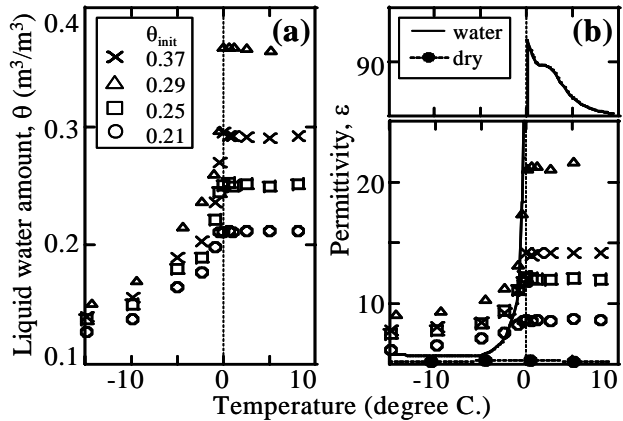 0.4
0.3
0.2
0.1
Liquid water amount, θ (m³/m³)
θinit
0.37
0.29
0.25
0.21
(a)
-10
0
10
water
dry
(b)
90
20
10
Permittivity, ε
-10
0
10
Temperature (degree C.)